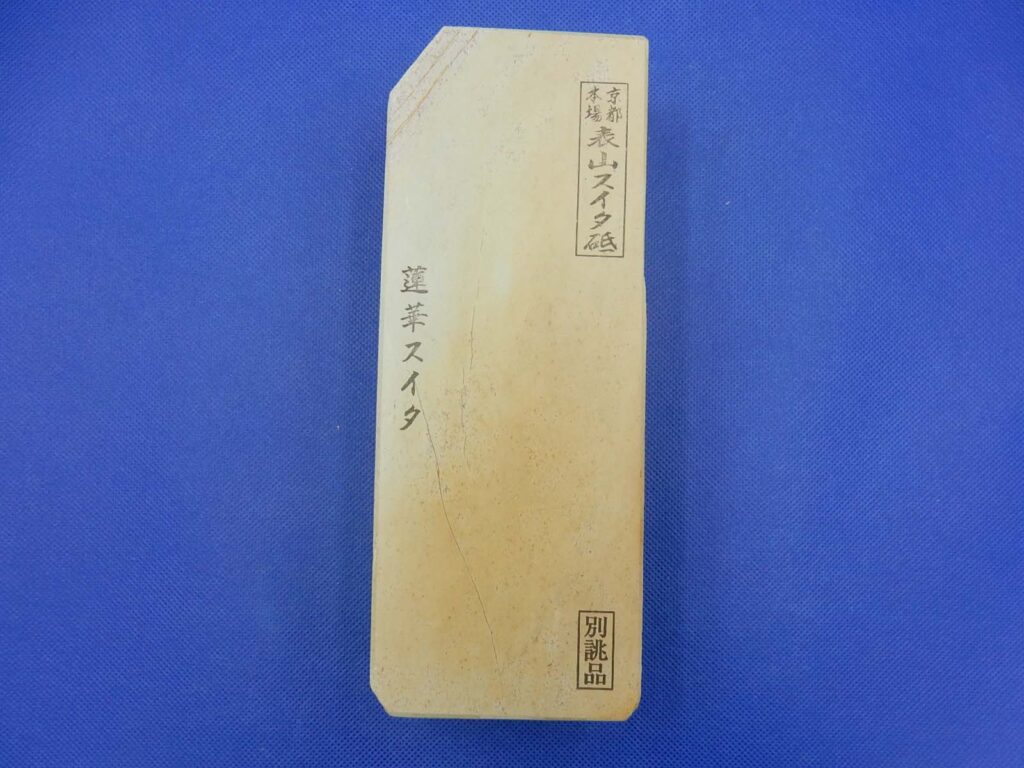 京都
本場
表山スイタ砥
蓮華スイタ
別誂品